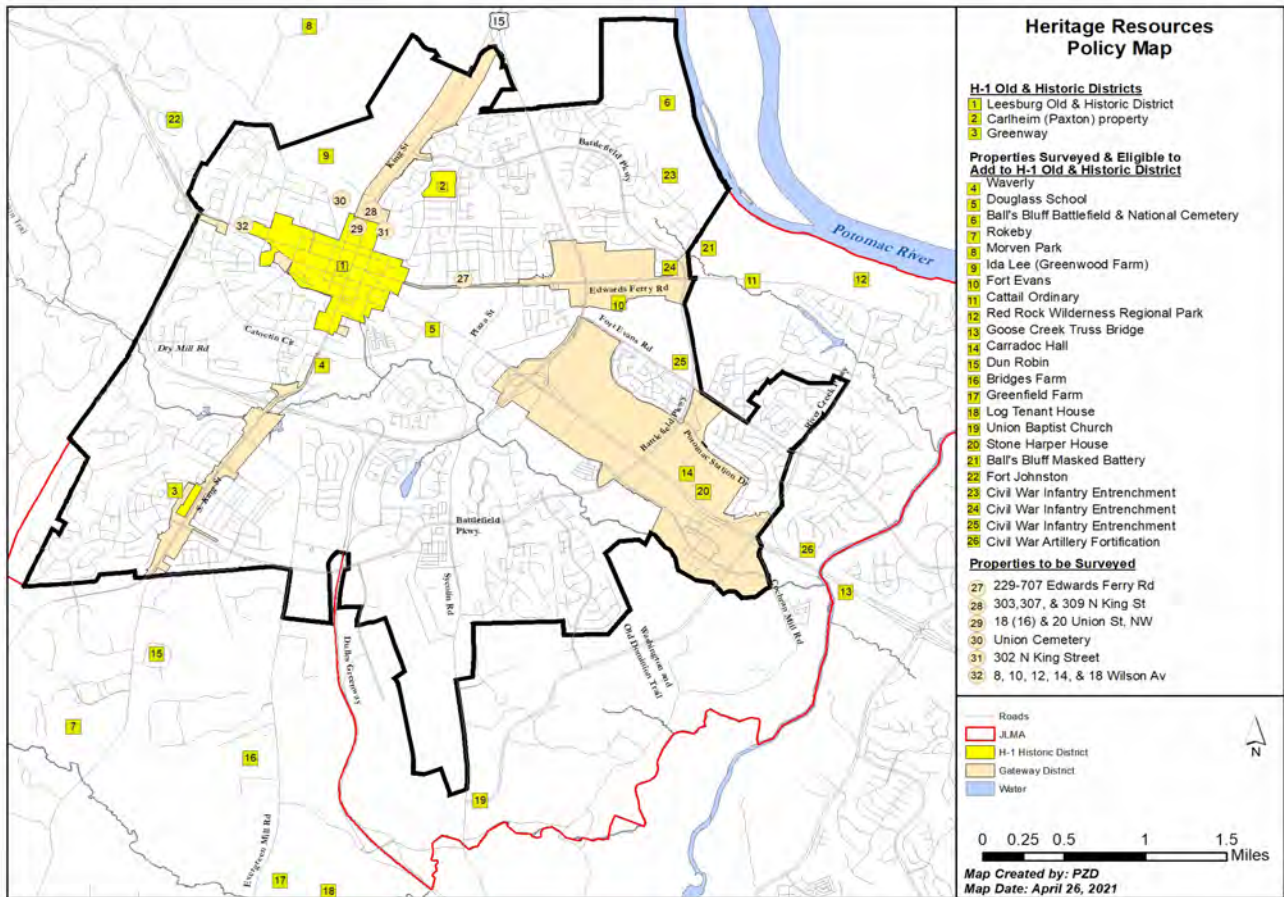 8
15
22
6
9
King St
Battlefield Pkwy
23
2
30
28
32
29
31
1
21
24
11
12
Potomac River
27
Edwards Ferry Rd
10
5
Plaza St
Fort Evans Rd
Catoctin Cir
Dry Mill Rd
4
25
River Creek Pkwy
Battlefield Pkwy
Potomac Station Dr
14
20
3
S. King St
Battlefield
Pkwy.
26
13
Sycolin Rd
Cochran Mill Rd
Dulles Greenway
Washington and
Old Dominion Trail
15
7
16
19
Evergreen Mill Rd
17
18
Heritage Resources
Policy Map
H-1 Old & Historic Districts
1 Leesburg Old & Historic District
2 Carlheim (Paxton) property
3 Greenway
Properties Surveyed & Eligible to
Add to H-1 Old & Historic District
4 Waverly
5 Douglass School
6 Ball's Bluff Battlefield & National Cemetery
7 Rokeby
8 Morven Park
9 Ida Lee (Greenwood Farm)
10 Fort Evans
11 Cattail Ordinary
12 Red Rock Wilderness Regional Park
13 Goose Creek Truss Bridge
14 Carradoc Hall
15 Dun Robin
16 Bridges Farm
17 Greenfield Farm
18 Log Tenant House
19 Union Baptist Church
20 Stone Harper House
21 Ball's Bluff Masked Battery
22 Fort Johnston
23 Civil War Infantry Entrenchment
24 Civil War Infantry Entrenchment
25 Civil War Infantry Entrenchment
26 Civil War Artillery Fortification
Properties to be Surveyed
27 229-707 Edwards Ferry Rd
28 303,307, & 309 N King St
29 18 (16) & 20 Union St, NW
30 Union Cemetery
31 302 N King Street
32 8, 10, 12, 14, & 18 Wilson Av
Roads
JLMA
H-1 Historic District
Gateway District
Water
N
0 0.25 0.5 1 1.5
Miles
Map Created by: PZD
Map Date: April 26, 2021